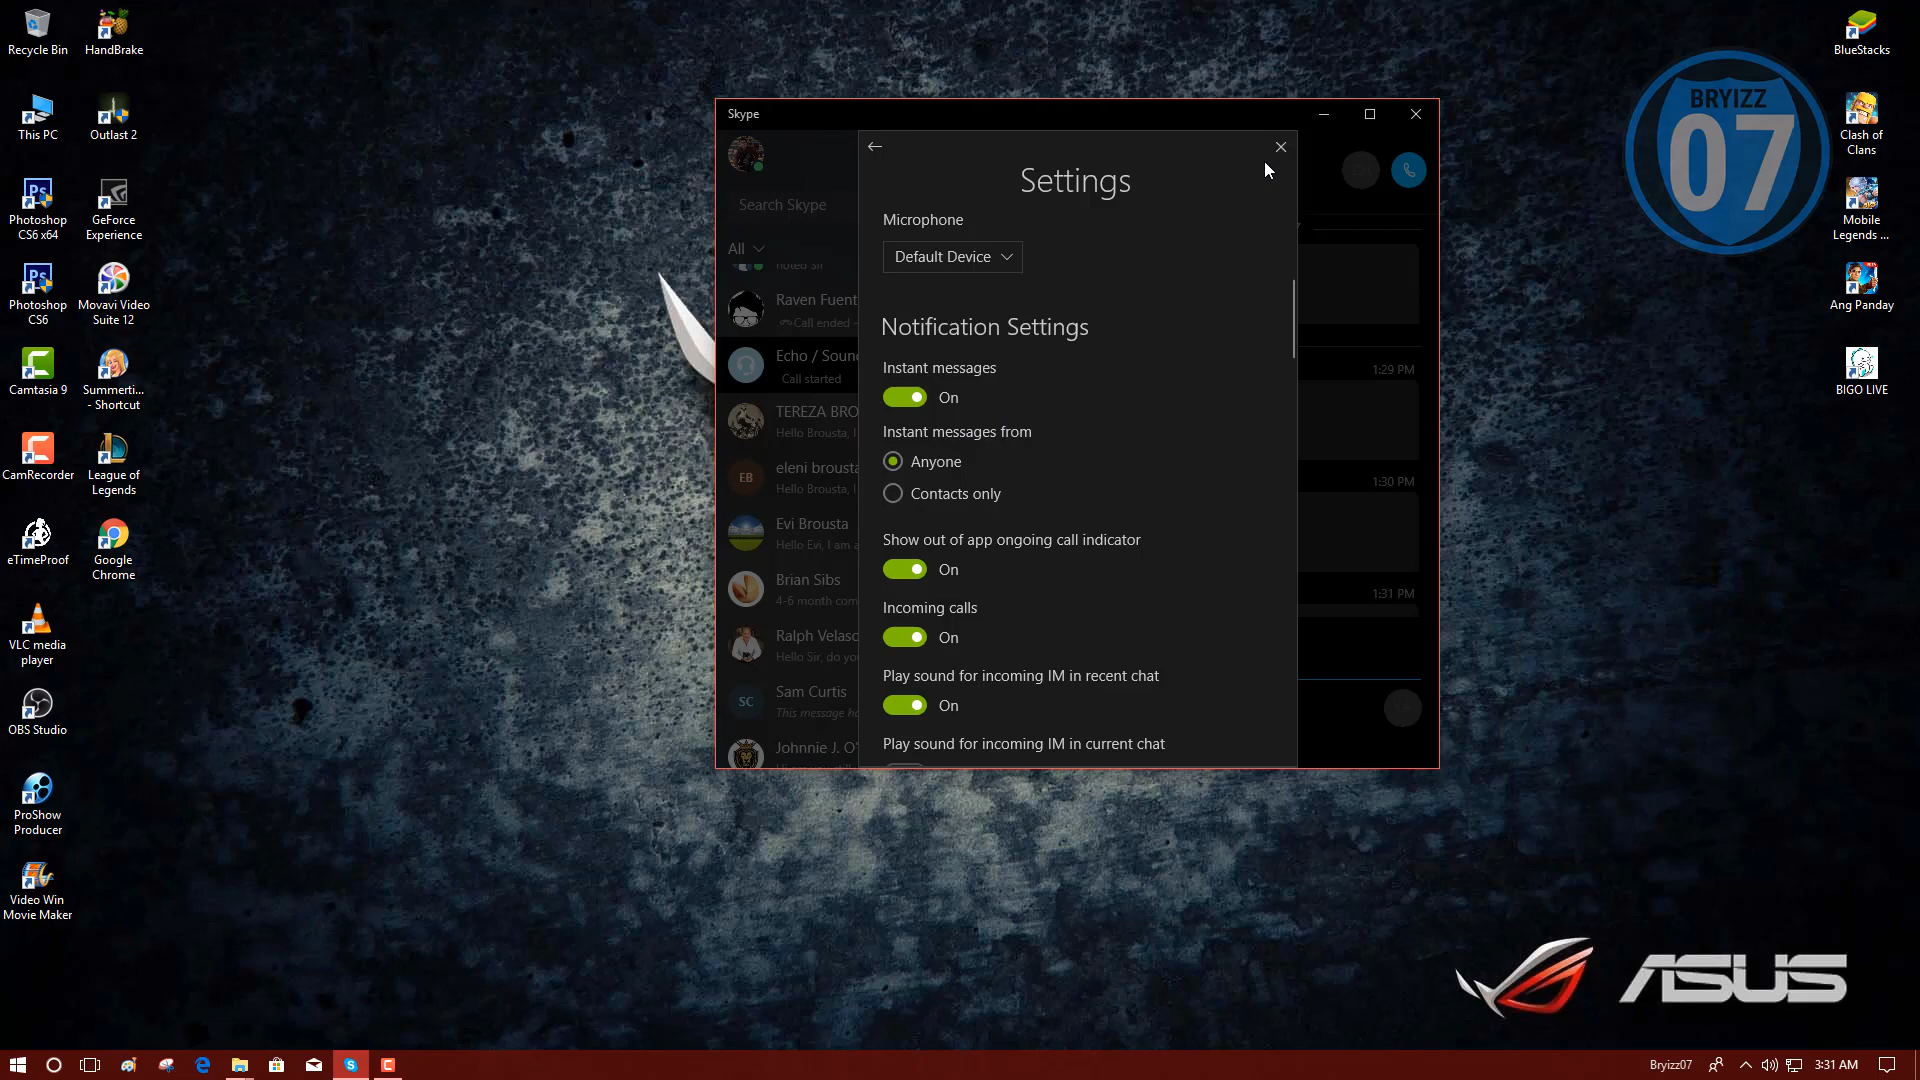 Recycle Bin
HandBrake
This PC
Outlast 2
Photoshop
CS6 x64
GeForce
Experience
Photoshop
CS6
Movavi Video
Suite 12
Camtasia 9
Summerti...
- Shortcut
CamRecorder
League of
Legends
eTimeProof
Google
Chrome
VLC media
player
OBS Studio
ProShow
Producer
Video Win
Movie Maker
Skype
Search Skype
All
noted Sir
Raven Fuent
Call ended -
Echo / Soun
Call started
TEREZA BRO
Hello Brousta, I
EB
eleni brousta
Hello Brousta, I
Evi Brousta
Hello Evi, I am a
Brian Sibs
4-6 month com
Ralph Velasc
Hello Sir, do yo
SC
Sam Curtis
This message ha
Johnnie J. O'
Settings
Microphone
Default Device
Notification Settings
Instant messages
On
Instant messages from
Anyone
Contacts only
Show out of app ongoing call indicator
On
Incoming calls
On
Play sound for incoming IM in recent chat
On
Play sound for incoming IM in current chat
1:29 PM
1:30 PM
1:31 PM
BRYIZZ
07
BlueStacks
Clash of
Clans
Mobile
Legends ...
Ang Panday
BIGO LIVE
ASUS
Bryizz07
3:31 AM